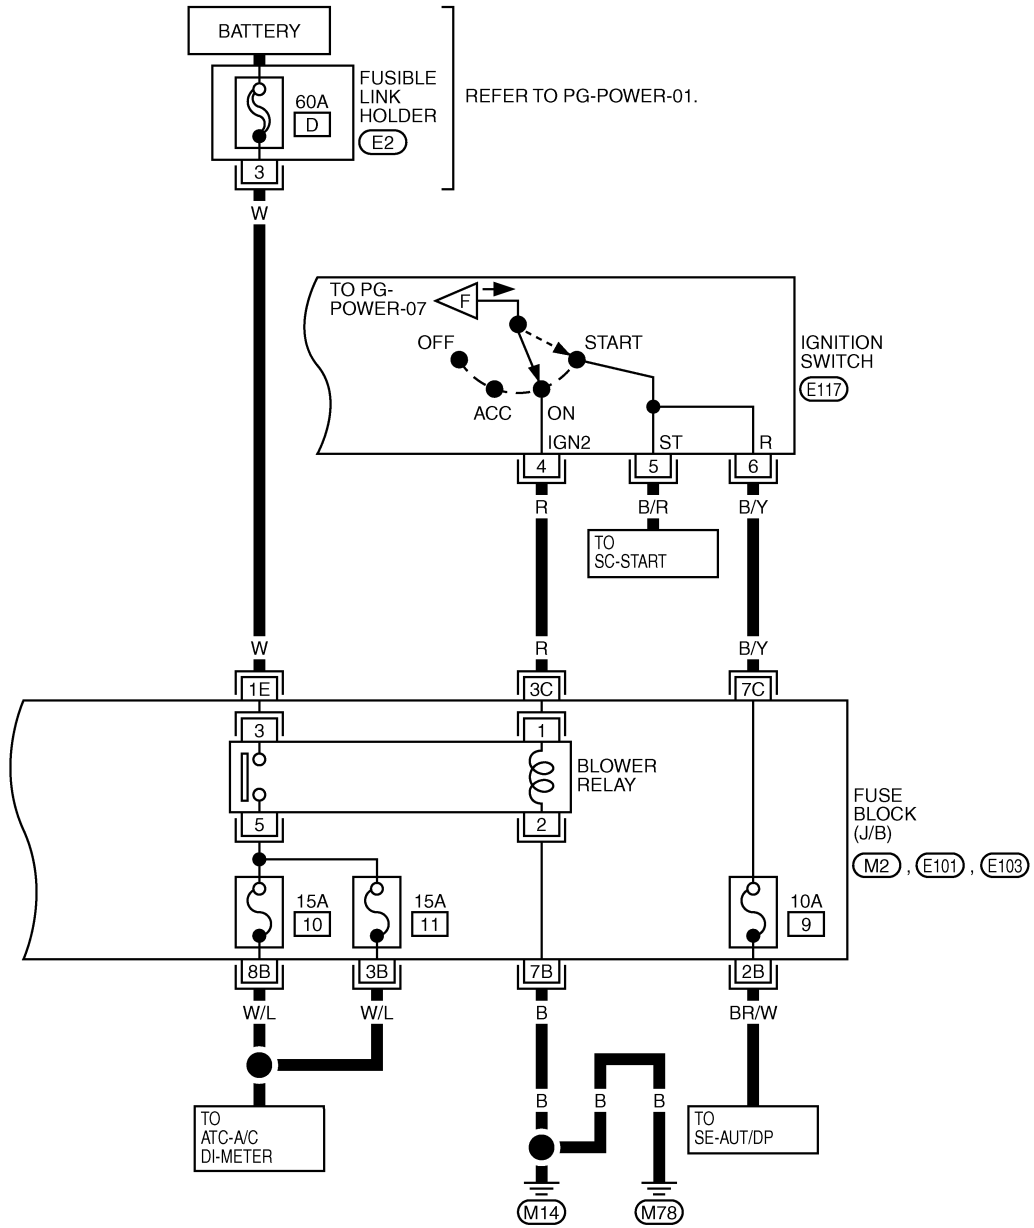 BATTERY
FUSIBLE
LINK
HOLDER
E2
60A
D
REFER TO PG-POWER-01.
3
W
TO PG-
POWER-07
F
OFF
START
ACC
ON
IGNITION
SWITCH
E117
IGN2
ST
R
4
5
6
R
B/R
B/Y
TO
SC-START
W
R
B/Y
1E
3C
7C
3
1
BLOWER
RELAY
5
2
FUSE
BLOCK
(J/B)
M2 , E101 , E103
15A
10
15A
11
10A
9
8B
3B
7B
2B
W/L
W/L
B
BR/W
B
B
B
TO
ATC-A/C
DI-METER
TO
SE-AUT/DP
M14
M78